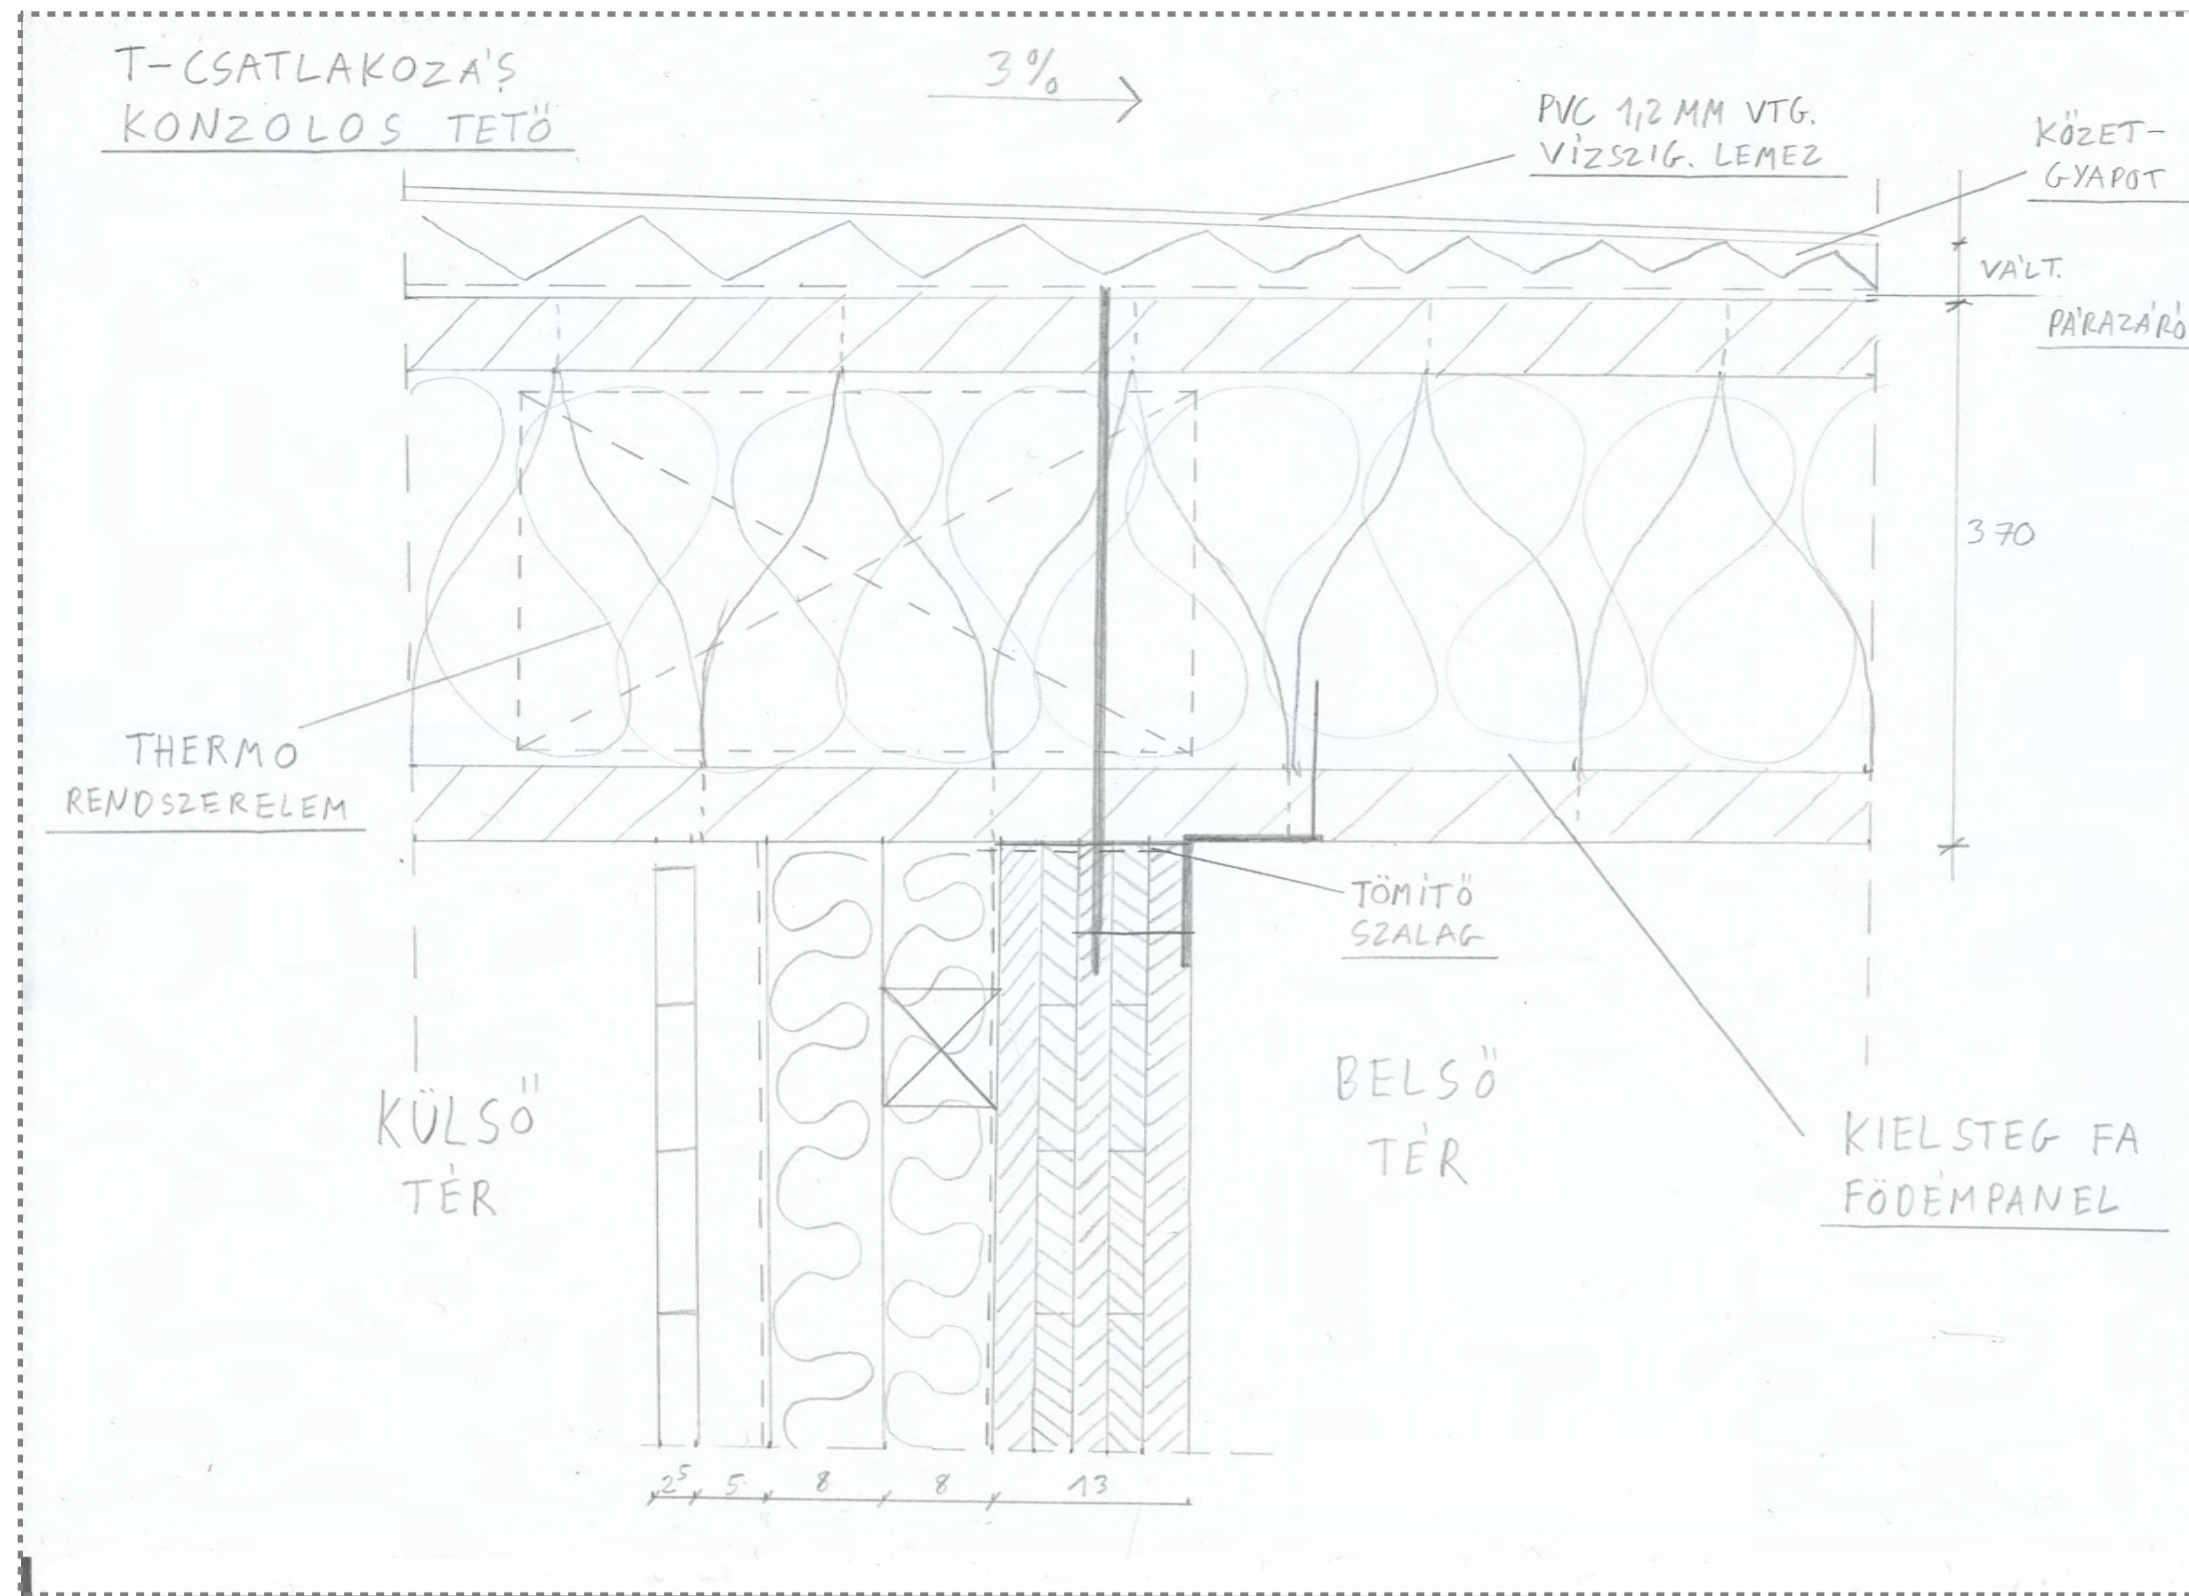 T-CSATLAKOZÁS
KONZOLOS TETŐ
3%
PVC 1,2 MM VTG.
VÍZSZIG. LEMEZ
KŐZET-
GYAPOT
VÁLT.
PÁRAZÁRÓ
370
THERMO
RENDSZERELEM
TÖMÍTŐ
SZALAG
KÜLSŐ
TÉR
BELSŐ
TÉR
KIELSTEG FA
FÖDÉMPANEL
2⁵ 5 8 8 13